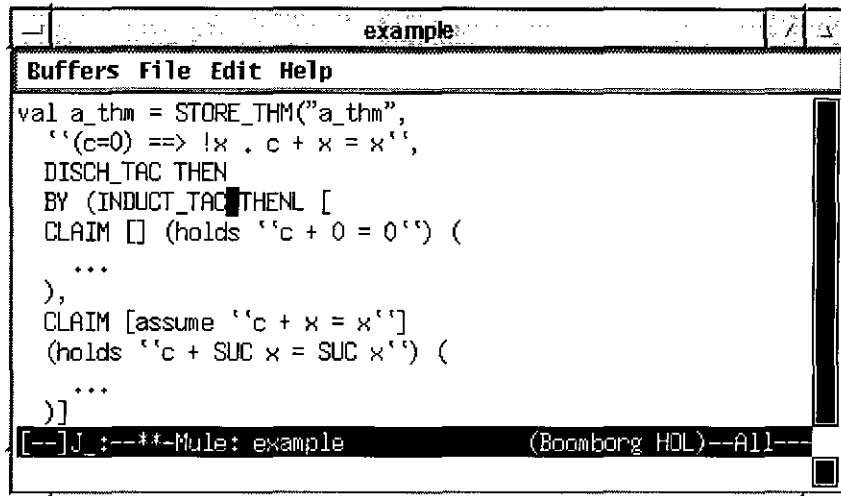 example
Buffers File Edit Help
val a_thm = STORE_THM("a_thm",
  ``(c=0) ==> !x . c + x = x``,
  DISCH_TAC THEN
  BY (INDUCT_TAC THENL [
  CLAIM [] (holds ``c + 0 = 0``) (
    ...
  ),
  CLAIM [assume ``c + x = x``]
  (holds ``c + SUC x = SUC x``) (
    ...
  )]
[--]J_:--**-Mule: example (Boomborg HOL)--All---